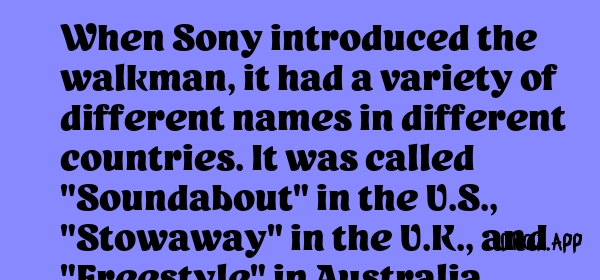 When Sony introduced the
walkman, it had a variety of
different names in different
countries. It was called
"Soundabout" in the U.S.,
"Stowaway" in the U.K., and
"Freestyle" in Australia.